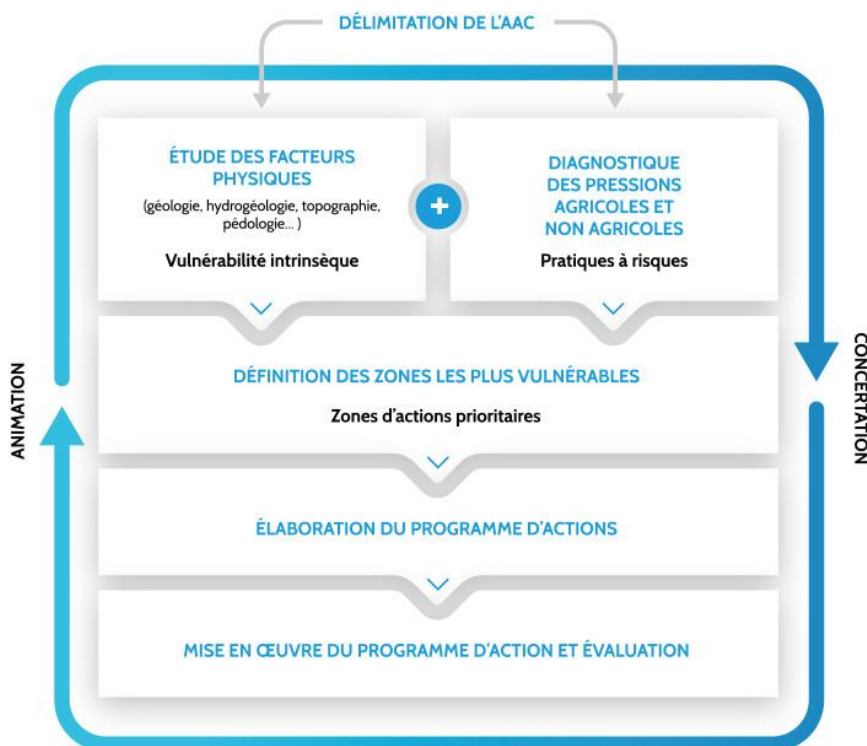 DÉLIMITATION DE L'AAC
ÉTUDE DES FACTEURS
PHYSIQUES
(géologie, hydrogéologie, topographie,
pédologie... )
Vulnérabilité intrinsèque
+
DIAGNOSTIQUE
DES PRESSIONS
AGRICOLES ET
NON AGRICOLES
Pratiques à risques
DÉFINITION DES ZONES LES PLUS VULNÉRABLES
Zones d'actions prioritaires
ANIMATION
CONCERTATION
ÉLABORATION DU PROGRAMME D'ACTIONS
MISE EN ŒUVRE DU PROGRAMME D'ACTION ET ÉVALUATION